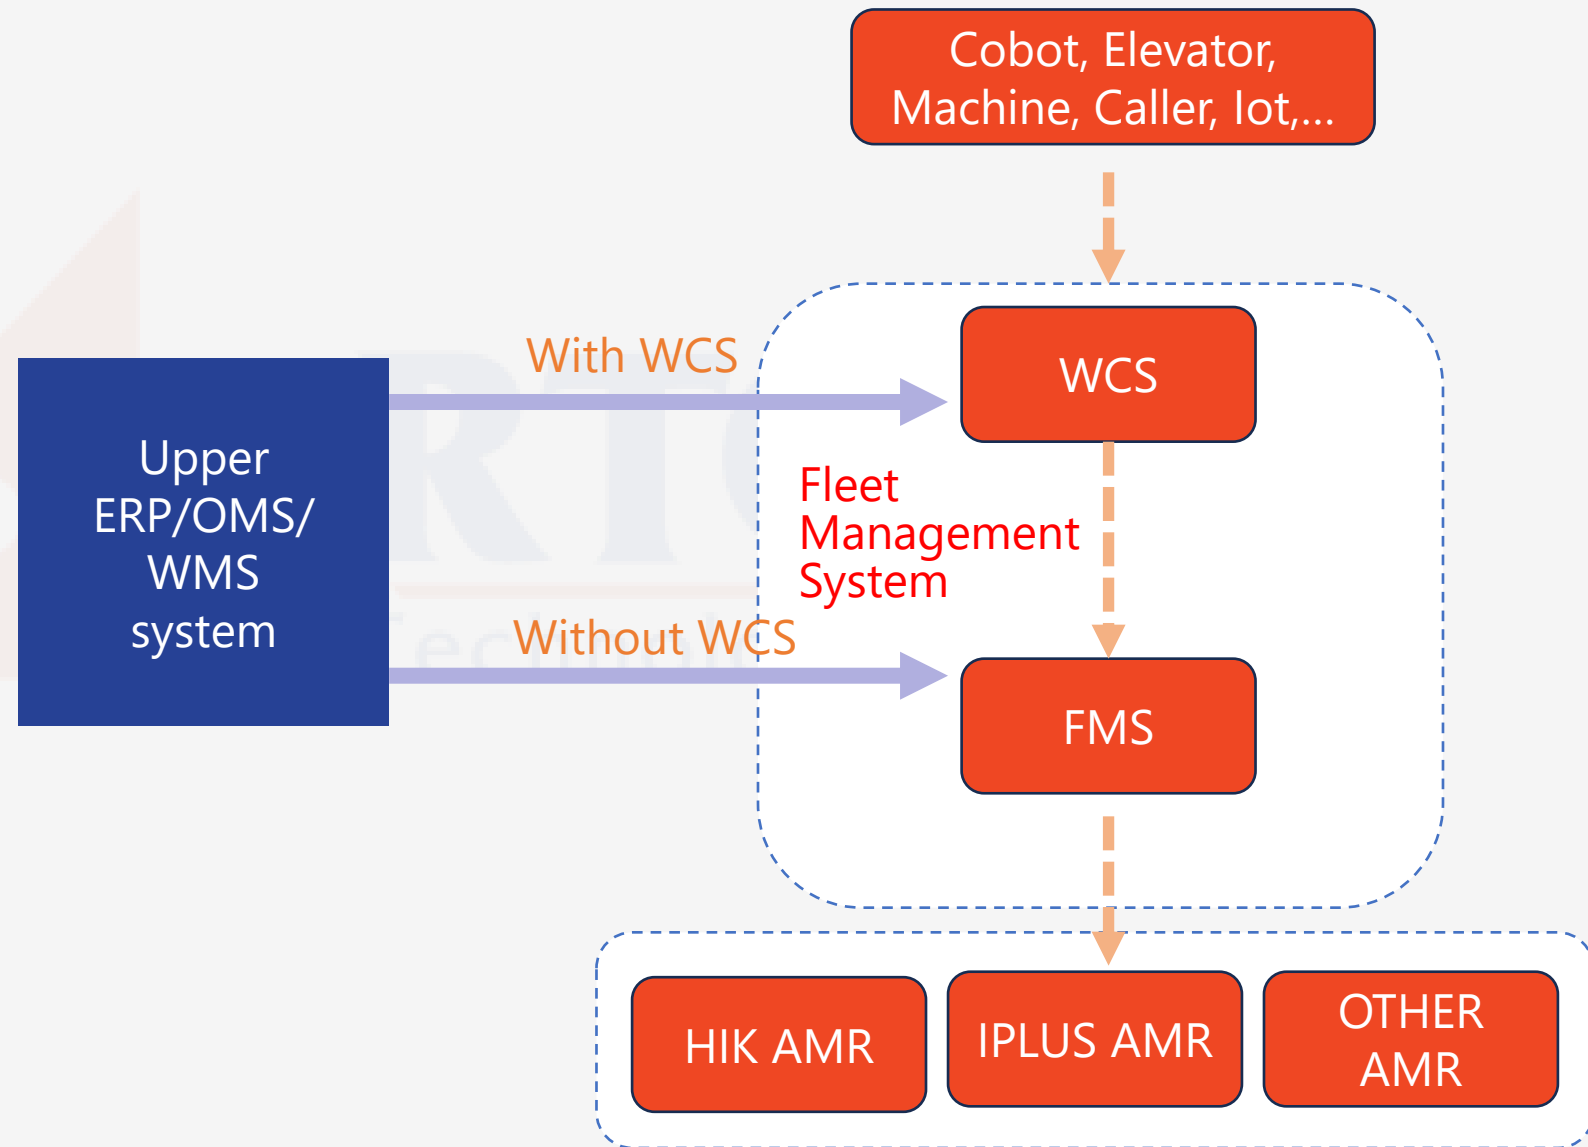 Cobot, Elevator,
Machine, Caller, Iot,...
With WCS
WCS
Upper
ERP/OMS/
WMS
system
Fleet
Management
System
Without WCS
FMS
HIK AMR
IPLUS AMR
OTHER
AMR